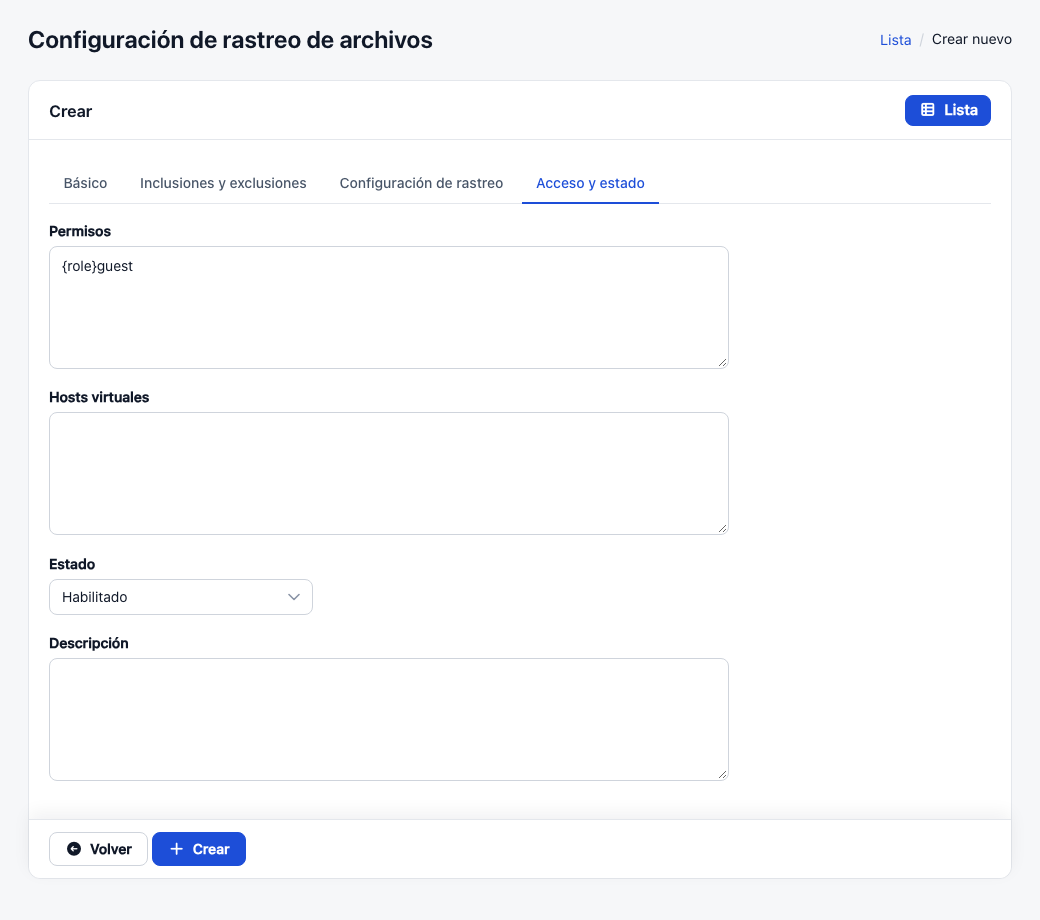 Configuración de rastreo de archivos
Lista / Crear nuevo
Crear
Lista
Básico
Inclusiones y exclusiones
Configuración de rastreo
Acceso y estado
Permisos
{role}guest
Hosts virtuales
Estado
Habilitado
Descripción
Volver
Crear